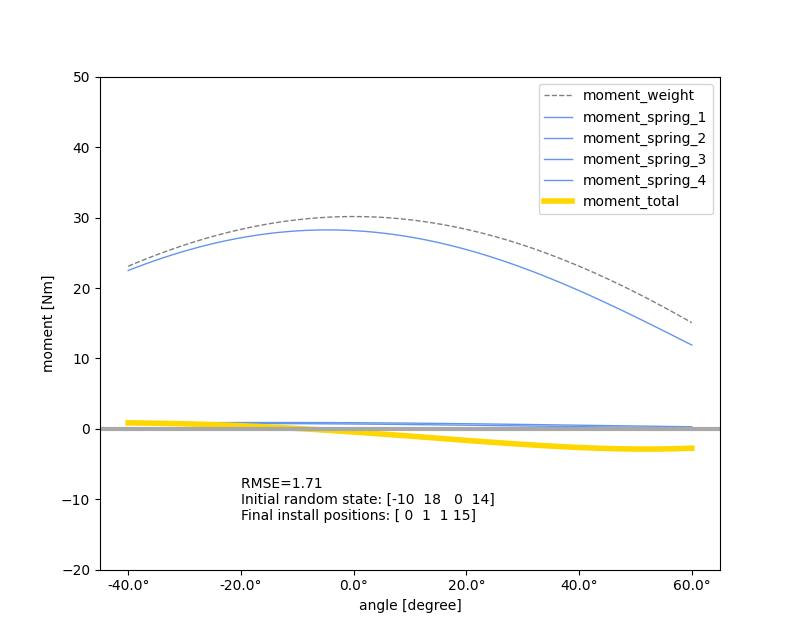 50
40
30
20
10
0
−10
−20
moment [Nm]
moment_weight
moment_spring_1
moment_spring_2
moment_spring_3
moment_spring_4
moment_total
RMSE=1.71
Initial random state: [-10  18   0  14]
Final install positions: [ 0  1  1 15]
-40.0°
-20.0°
0.0°
20.0°
40.0°
60.0°
angle [degree]